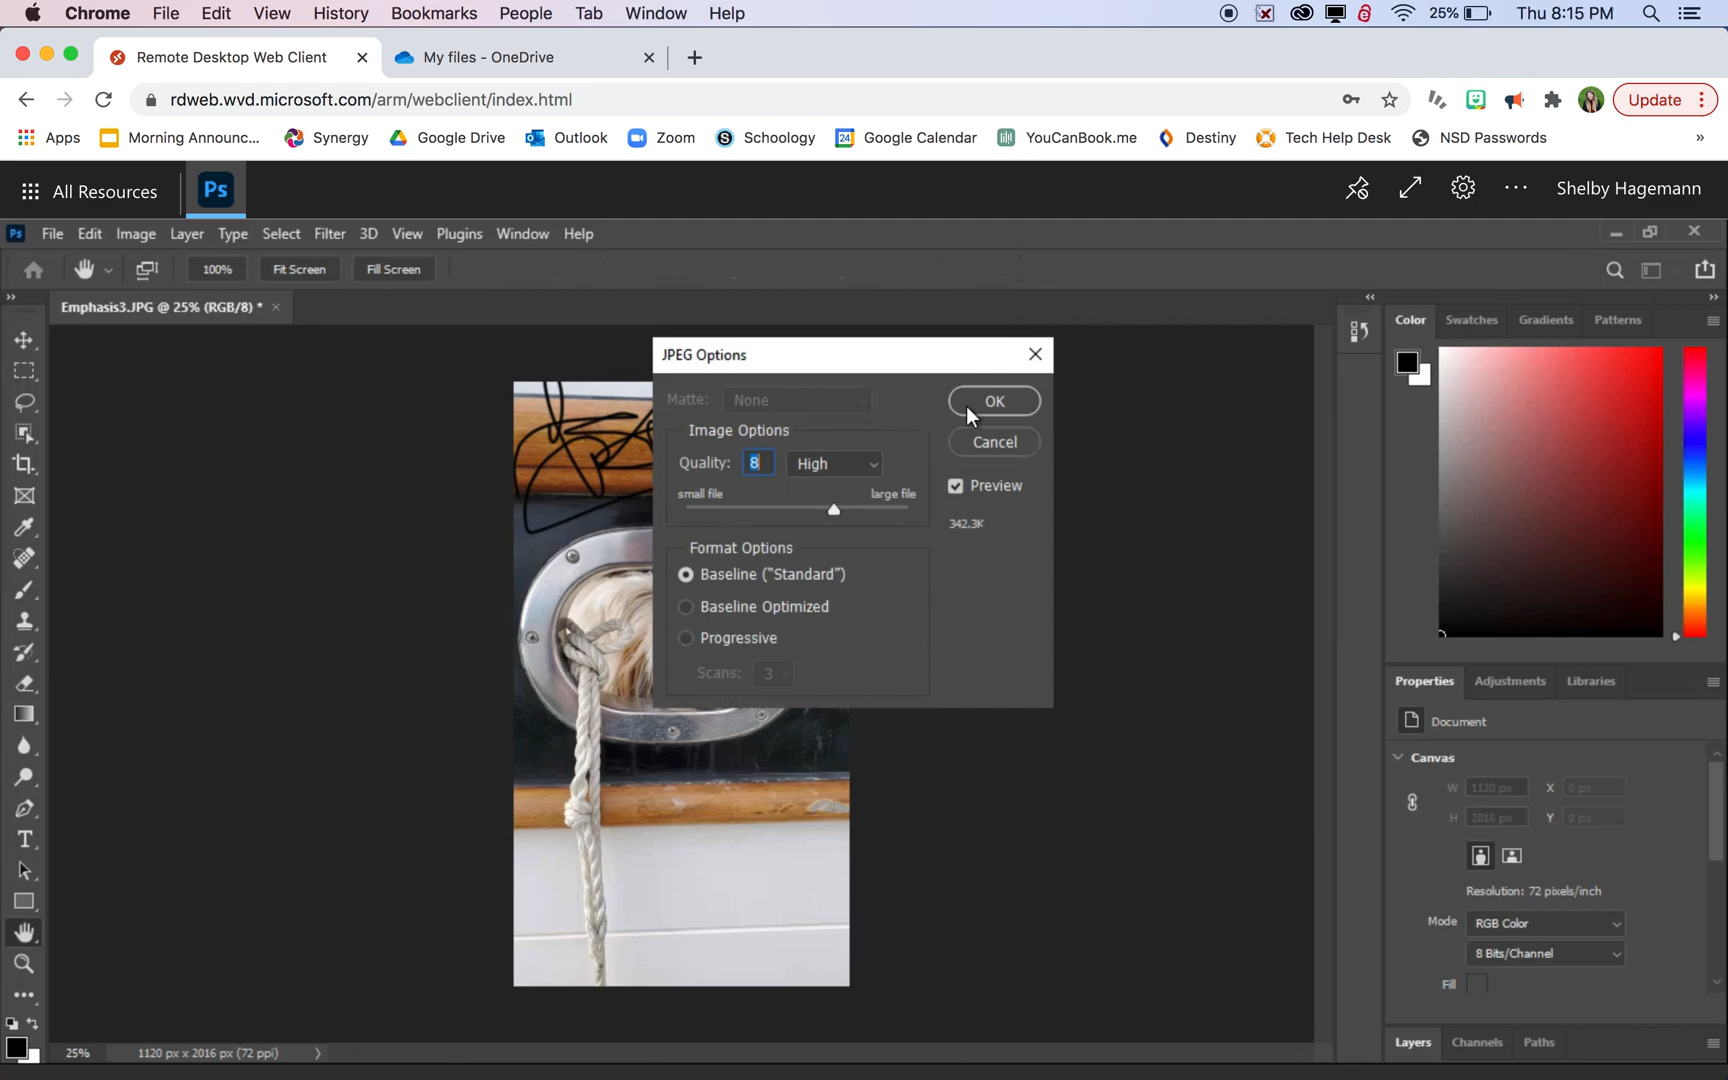 Chrome File Edit View History Bookmarks People Tab Window Help 25% Thu 8:15 PM
Remote Desktop Web Client My files - OneDrive
rdweb.wvd.microsoft.com/arm/webclient/index.html Update
Apps Morning Announc... Synergy Google Drive Outlook Zoom Schoology Google Calendar YouCanBook.me Destiny Tech Help Desk NSD Passwords »
All Resources Ps Shelby Hagemann
Ps File Edit Image Layer Type Select Filter 3D View Plugins Window Help
100% Fit Screen Fill Screen
Emphasis3.JPG @ 25% (RGB/8) *
Color Swatches Gradients Patterns
JPEG Options
Matte: None OK
Image Options
Cancel
Quality: 8 High
Preview
small file large file
342.3K
Format Options
Baseline ("Standard")
Baseline Optimized
Progressive
Scans: 3
Properties Adjustments Libraries
Document
Canvas
W 1120 px X 0 px
H 2016 px Y 0 px
Resolution: 72 pixels/inch
Mode RGB Color
8 Bits/Channel
Fill
25% 1120 px x 2016 px (72 ppi)
Layers Channels Paths